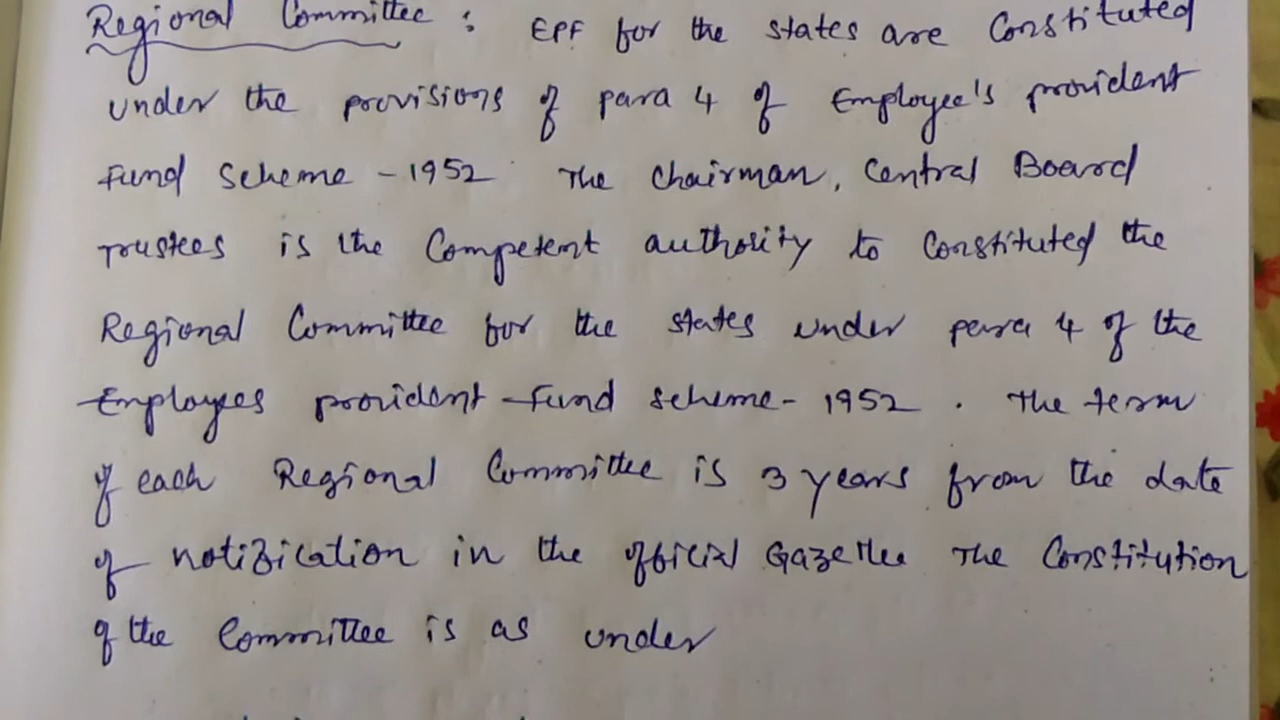 Regional Committee : EPF for the states are Constituted
under the provisions of para 4 of Employee's provident
Fund Scheme - 1952 The Chairman, Central Board
Trustees is the Competent authority to Constituted the
Regional Committee for the states under para 4 of the
Employees provident Fund Scheme - 1952 . The term
of each Regional Committee is 3 years from the date
of notification in the official Gazettee The Constitution
of the Committee is as under